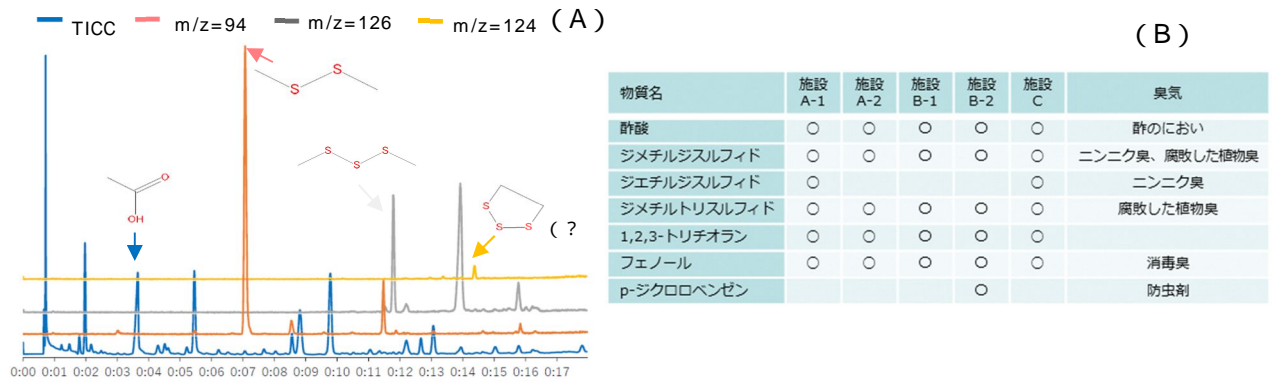 TICC m/z=94 m/z=126 m/z=124 (A)
(B)
S S
S S S
O
OH
S
S S
(?
0:00 0:01 0:02 0:03 0:04 0:05 0:06 0:07 0:08 0:09 0:10 0:11 0:12 0:13 0:14 0:15 0:16 0:17
物質名 施設 A-1 施設 A-2 施設 B-1 施設 B-2 施設 C 臭気
酢酸 〇 〇 〇 〇 〇 酢のにおい
ジメチルジスルフィド 〇 〇 〇 〇 〇 ニンニク臭、腐敗した植物臭
ジエチルジスルフィド 〇 〇 ニンニク臭
ジメチルトリスルフィド 〇 〇 〇 〇 〇 腐敗した植物臭
1,2,3-トリチオラン 〇 〇 〇 〇 〇
フェノール 〇 〇 〇 〇 〇 消毒臭
p-ジクロロベンゼン 〇 防虫剤